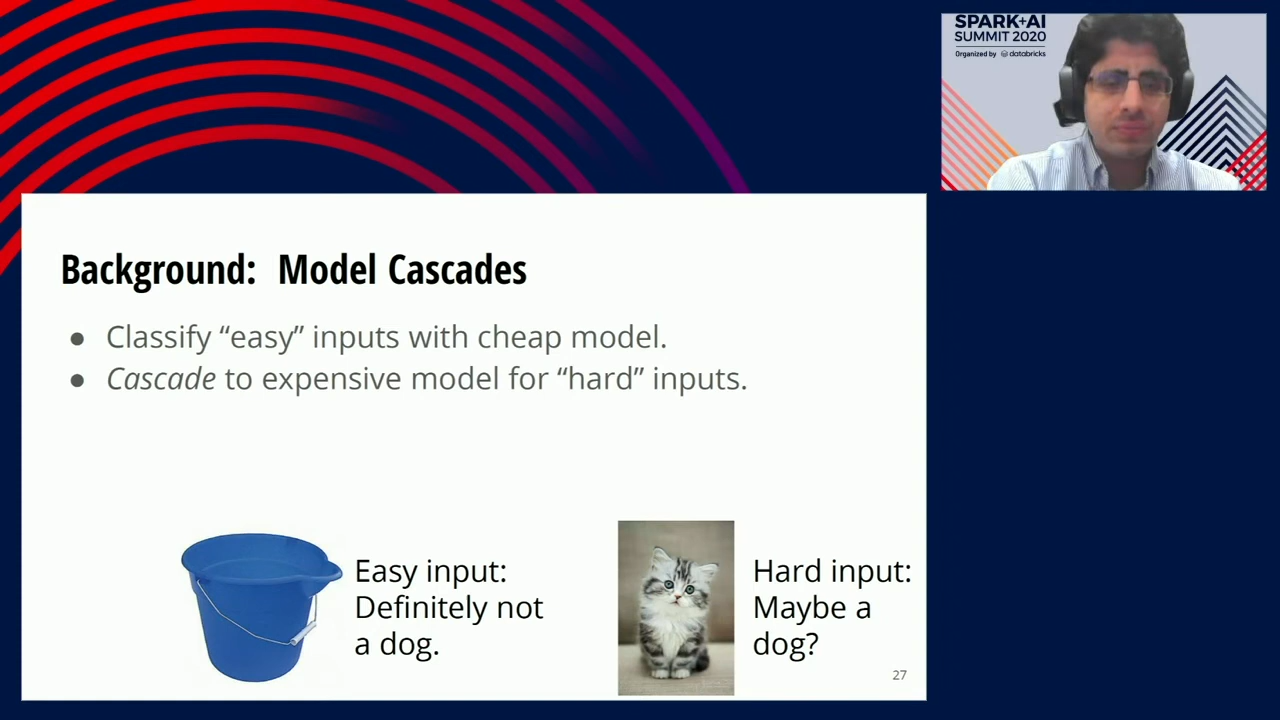 SPARK+AI
SUMMIT 2020
Organized by databricks
Background: Model Cascades
● Classify “easy” inputs with cheap model.
● Cascade to expensive model for “hard” inputs.
Easy input:
Definitely not
a dog.
Hard input:
Maybe a
dog?
27